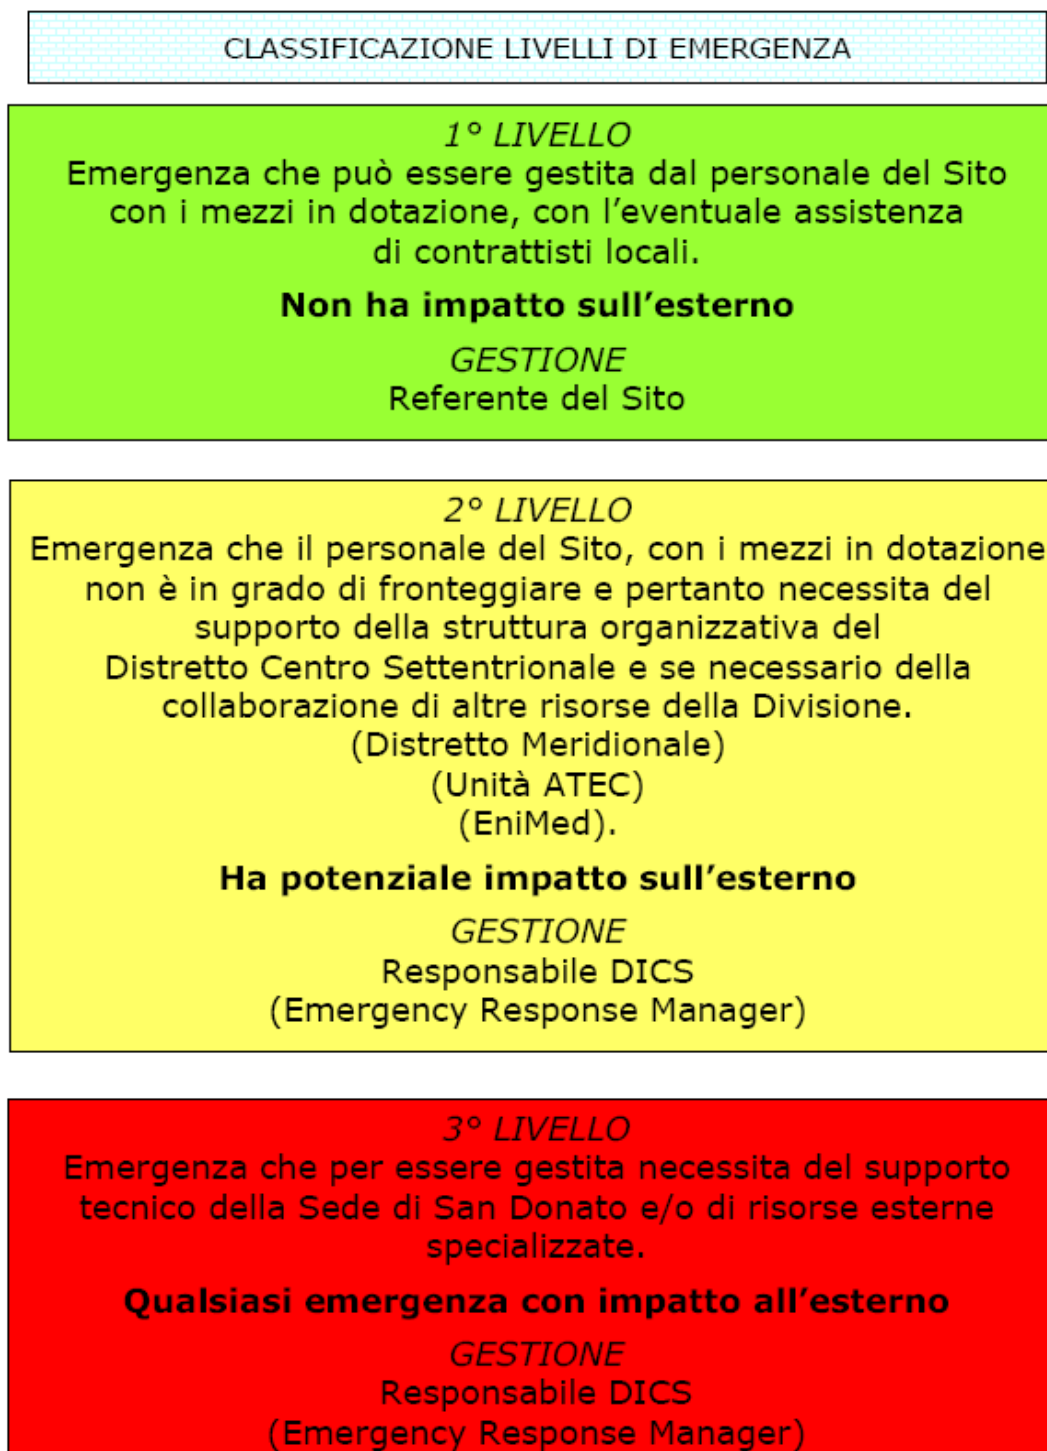 CLASSIFICAZIONE LIVELLI DI EMERGENZA
1° LIVELLO
Emergenza che può essere gestita dal personale del Sito
con i mezzi in dotazione, con l’eventuale assistenza
di contrattisti locali.
Non ha impatto sull’esterno
GESTIONE
Referente del Sito
2° LIVELLO
Emergenza che il personale del Sito, con i mezzi in dotazione
non è in grado di fronteggiare e pertanto necessita del
supporto della struttura organizzativa del
Distretto Centro Settentrionale e se necessario della
collaborazione di altre risorse della Divisione.
(Distretto Meridionale)
(Unità ATEC)
(EniMed).
Ha potenziale impatto sull’esterno
GESTIONE
Responsabile DICS
(Emergency Response Manager)
3° LIVELLO
Emergenza che per essere gestita necessita del supporto
tecnico della Sede di San Donato e/o di risorse esterne
specializzate.
Qualsiasi emergenza con impatto all’esterno
GESTIONE
Responsabile DICS
(Emergency Response Manager)